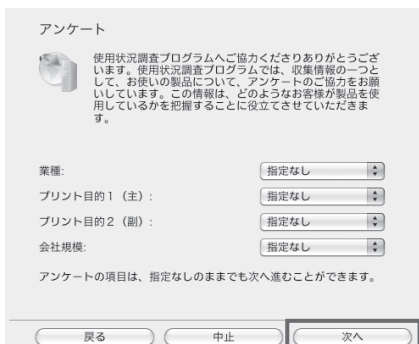 アンケート
使用状況調査プログラムへご協力くださりありがとうござ
います。使用状況調査プログラムでは、収集情報の一つと
して、お使いの製品について、アンケートのご協力をお願
いしています。この情報は、どのようなお客様が製品を使
用しているかを把握することに役立てさせていただきま
す。
業種: 指定なし
プリント目的1（主）: 指定なし
プリント目的2（副）: 指定なし
会社規模: 指定なし
アンケートの項目は、指定なしのままでも次へ進むことができます。
戻る 中止 次へ